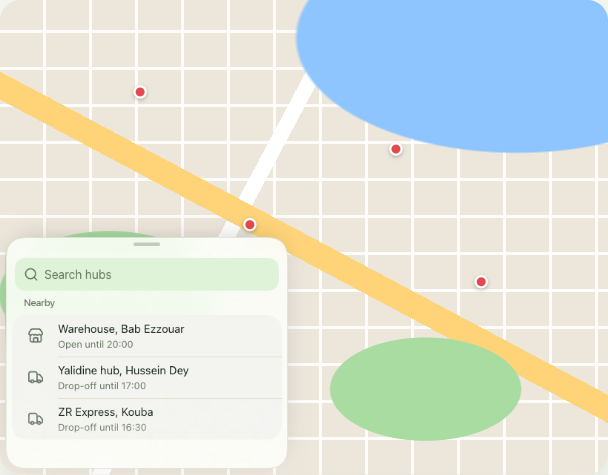 Search hubs
Nearby
Warehouse, Bab Ezzouar
Open until 20:00
Yalidine hub, Hussein Dey
Drop-off until 17:00
ZR Express, Kouba
Drop-off until 16:30